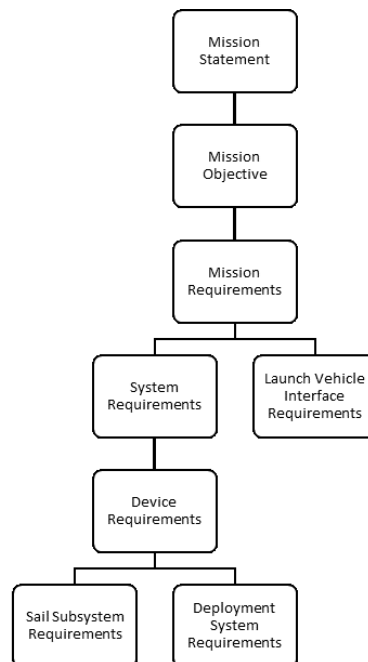 Mission
Statement
Mission
Objective
Mission
Requirements
System
Requirements
Launch Vehicle
Interface
Requirements
Device
Requirements
Sail Subsystem
Requirements
Deployment
System
Requirements